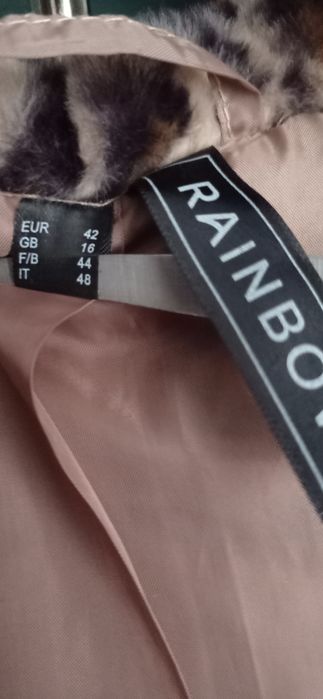 EUR 42
GB 16
F/B 44
IT 48
RAINBO